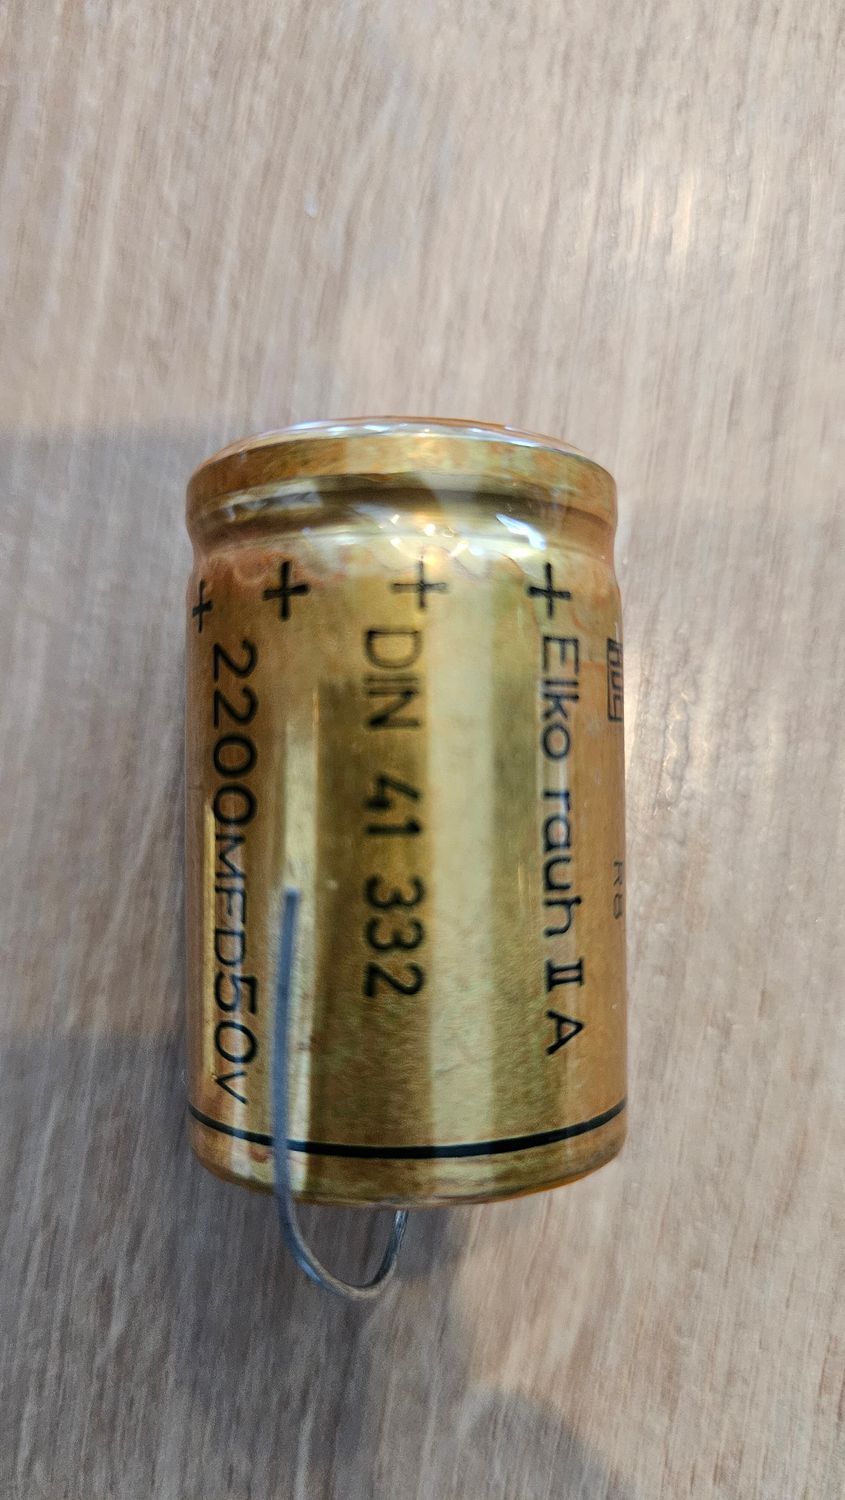 + + + +
2200MFD50V
DIN 41 332
Elko rauh II A